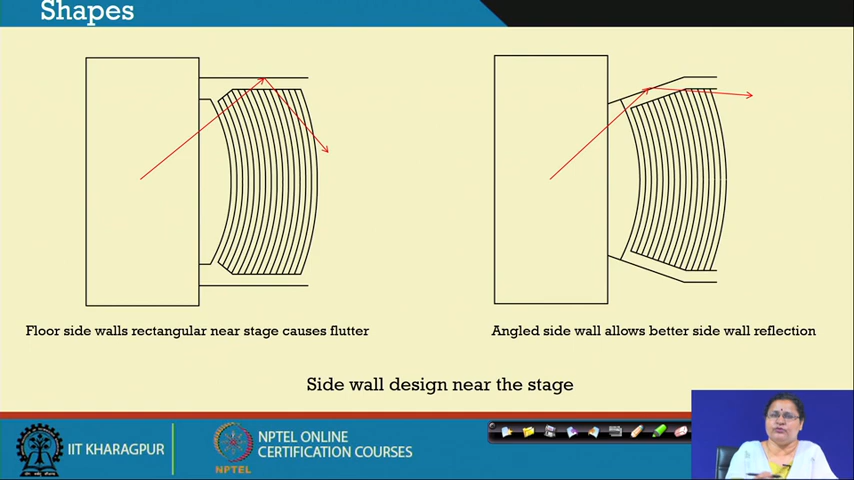 Shapes
Floor side walls rectangular near stage causes flutter
Angled side wall allows better side wall reflection
Side wall design near the stage
IIT KHARAGPUR
NPTEL
NPTEL ONLINE
CERTIFICATION COURSES